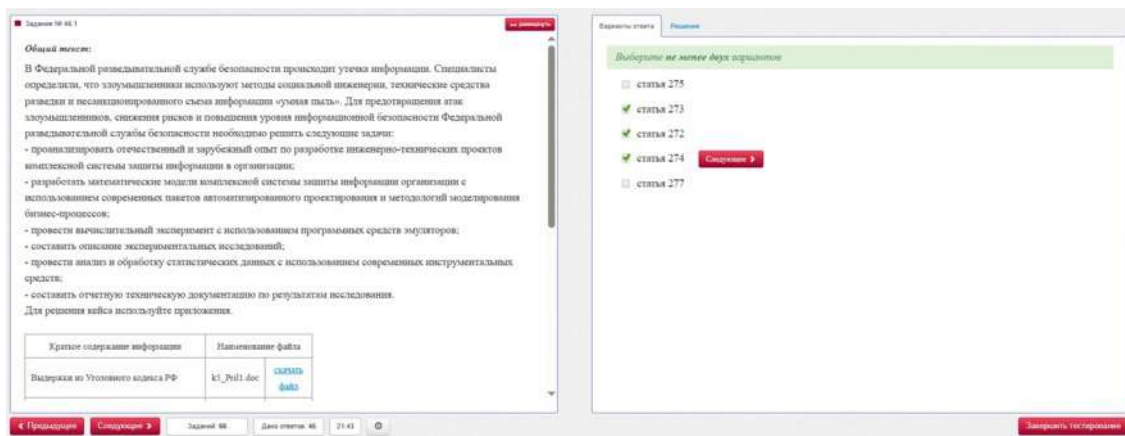 Задание № 46.1
развернуть
Общий текст:
В Федеральной разведывательной службе безопасности происходит утечка информации. Специалисты
определили, что злоумышленники используют методы социальной инженерии, технические средства
разведки и несанкционированного съема информации «умная пыль». Для предотвращения атак
злоумышленников, снижения рисков и повышения уровня информационной безопасности Федеральной
разведывательной службы безопасности необходимо решить следующие задачи:
- проанализировать отечественный и зарубежный опыт по разработке инженерно-технических проектов
комплексной системы защиты информации в организации;
- разработать математические модели комплексной системы защиты информации организации с
использованием современных пакетов автоматизированного проектирования и методологий моделирования
бизнес-процессов;
- провести вычислительный эксперимент с использованием программных средств эмуляторов;
- составить описание экспериментальных исследований;
- провести анализ и обработку статистических данных с использованием современных инструментальных
средств;
- составить отчетную техническую документацию по результатам исследования.
Для решения кейса используйте приложения.
Краткое содержание информации Наименование файла
Выдержки из Уголовного кодекса РФ k5_Pril1.doc скачать
файл
Варианты ответа Решения
Выберите не менее двух вариантов
статья 275
статья 273
статья 272
статья 274 Следующее
статья 277
Предыдущее Следующее Заданий 66 Дано ответов 46 21:43
Завершить тестирование